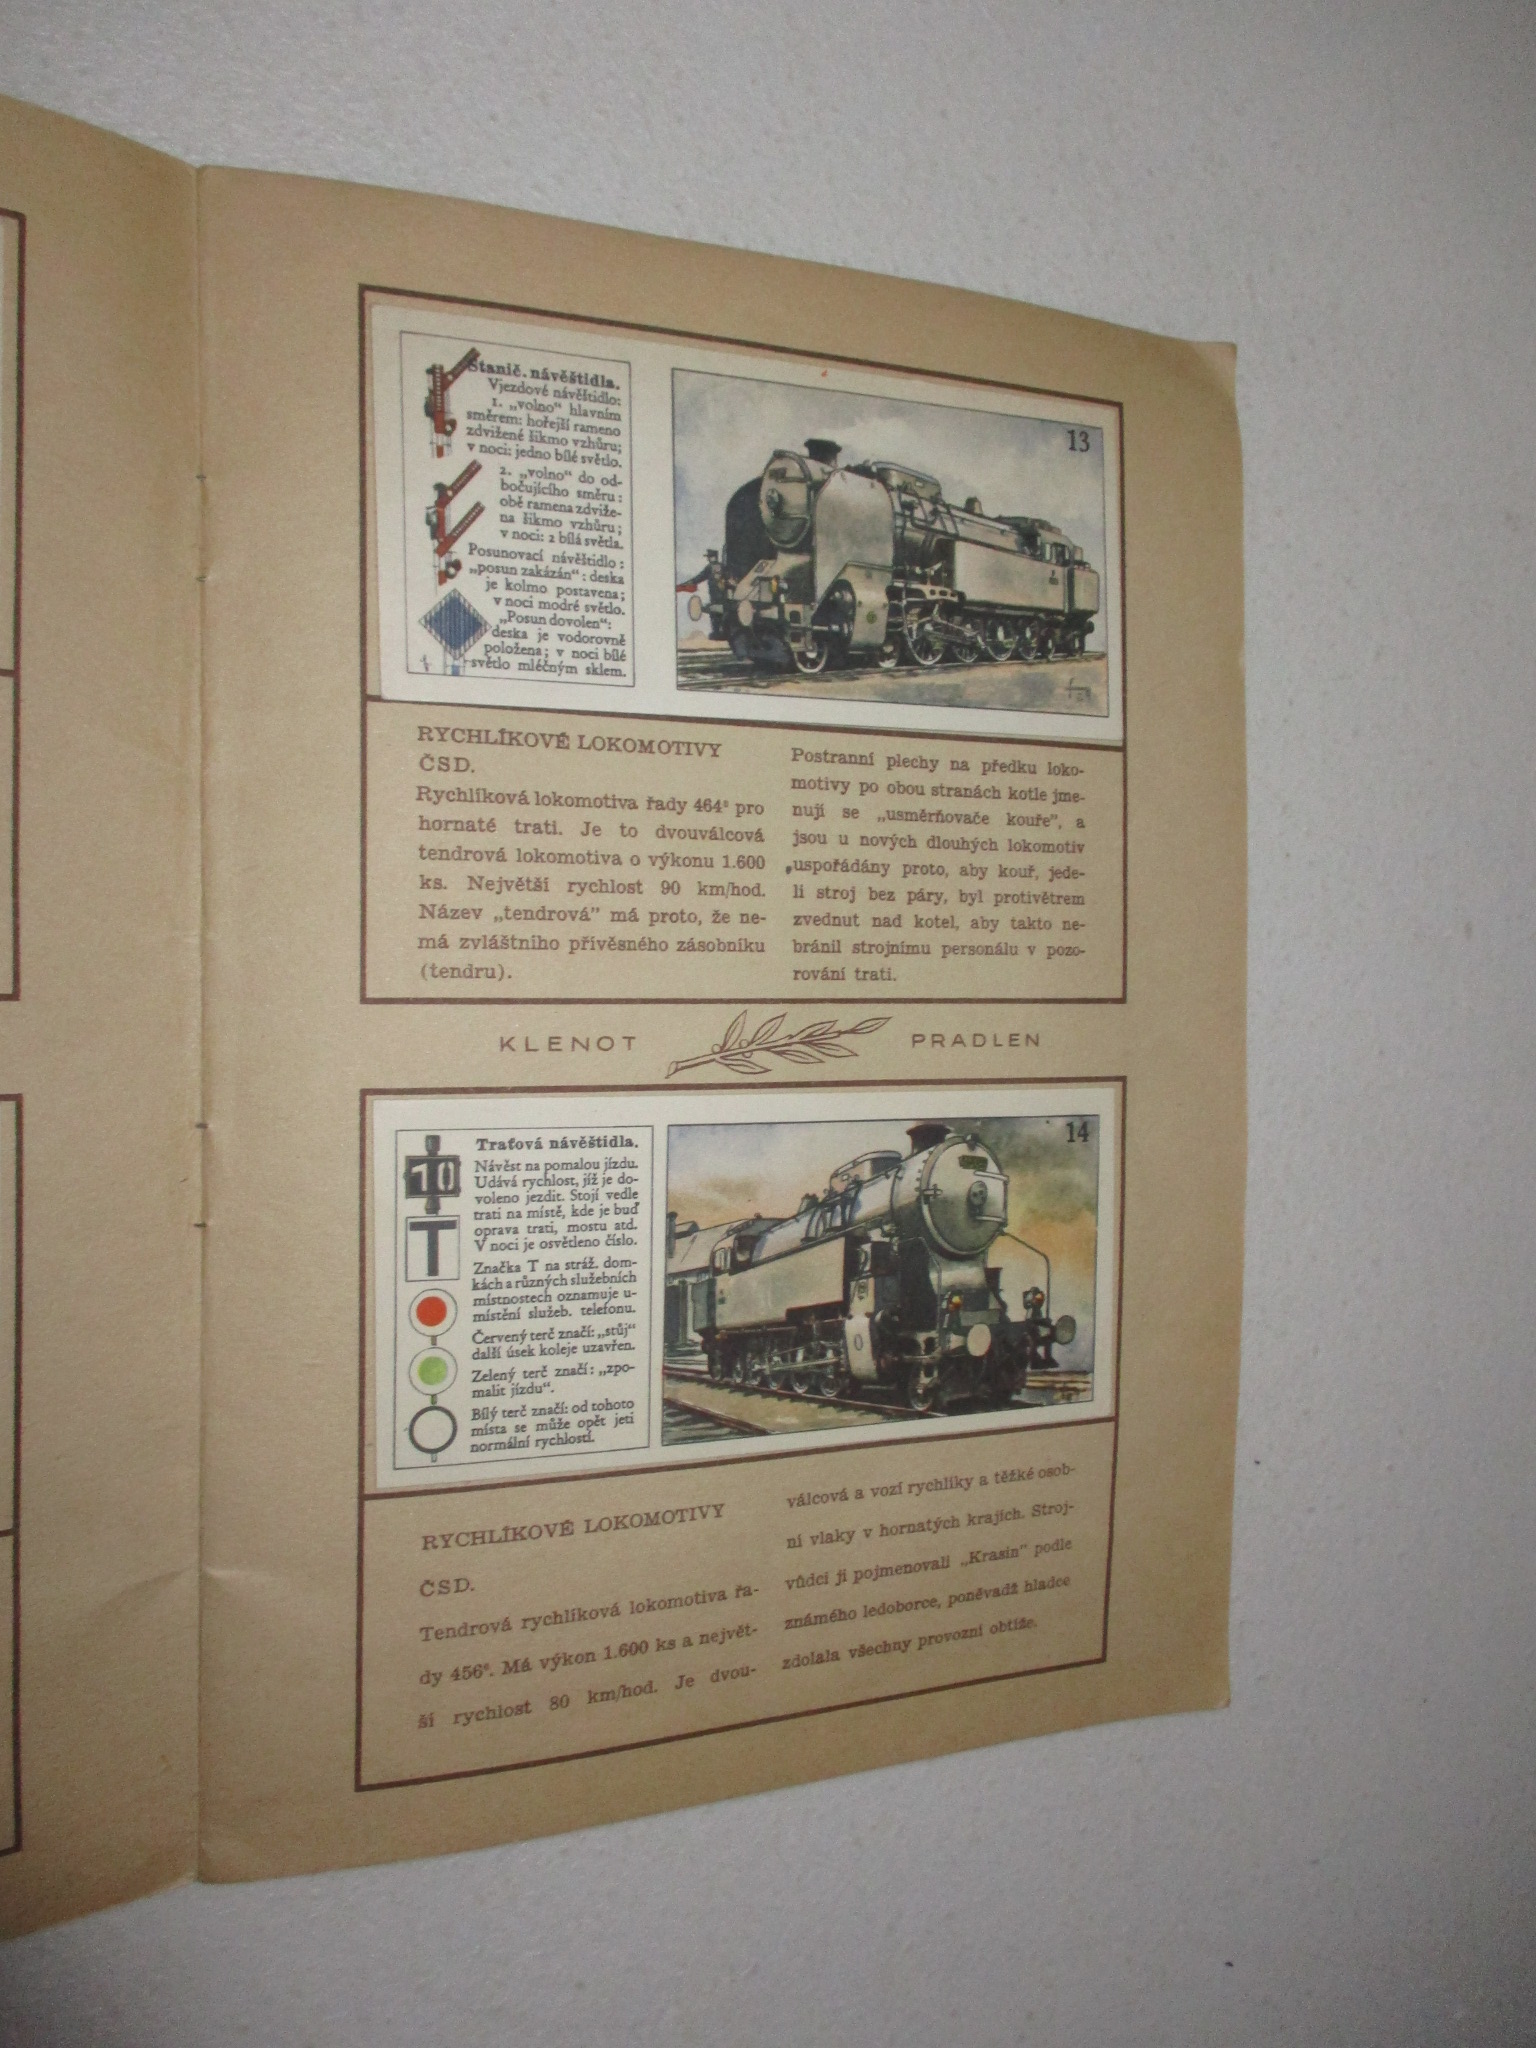 Stanič. návěštidla.
Vjezdové návěštidlo:
1. „volno“ hlavním
směrem: hořejší rameno
zdvižené šikmo vzhůru;
v noci: jedno bílé světlo.
2. „volno“ do od-
bočujícího směru:
obě ramena zdviže-
na šikmo vzhůru;
v noci: 2 bílá světla.
Posunovací návěštidlo:
„posun zakázán“: deska
je kolmo postavena;
v noci modré světlo.
„Posun dovolen“:
deska je vodorovně
položena; v noci bílé
světlo mléčným sklem.
13
RYCHLÍKOVÉ LOKOMOTIVY
ČSD.
Rychlíková lokomotiva řady 464⁰ pro
hornaté trati. Je to dvouválcová
tendrová lokomotiva o výkonu 1.600
ks. Největší rychlost 90 km/hod.
Název „tendrová” má proto, že ne-
má zvláštního přívěsného zásobníku
(tendru).
Postranní plechy na předku loko-
motivy po obou stranách kotle jme-
nují se „usměrňovače kouře”, a
jsou u nových dlouhých lokomotiv
uspořádány proto, aby kouř, jede-
li stroj bez páry, byl protivětrem
zvednut nad kotel, aby takto ne-
bránil strojnímu personálu v pozo-
rování trati.
KLENOT PRADLEN
10
T
Traťová návěštidla.
Návěst na pomalou jízdu.
Udává rychlost, jíž je do-
voleno jezdit. Stojí vedle
trati na místě, kde je buď
oprava trati, mostu atd.
V noci je osvětleno číslo.
Značka T na stráž. dom-
kách a různých služebních
místnostech oznamuje u-
místění služeb. telefonu.
Červený terč značí: „stůj“
další úsek koleje uzavřen.
Zelený terč značí: „zpo-
malit jízdu“.
Bílý terč značí: od tohoto
místa se může opět jeti
normální rychlostí.
14
RYCHLÍKOVÉ LOKOMOTIVY
ČSD.
Tendrová rychlíková lokomotiva řa-
dy 456⁰. Má výkon 1.600 ks a největ-
ší rychlost 80 km/hod. Je dvou-
válcová a vozí rychlíky a těžké osob-
ní vlaky v hornatých krajích. Stroj-
vůdci ji pojmenovali „Krasin” podle
známého ledoborce, poněvadž hladce
zdolala všechny provozní obtíže.